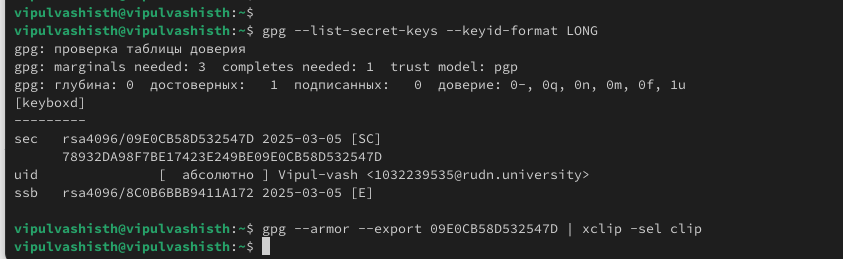 vipulvashisth@vipulvashisth:~$
vipulvashisth@vipulvashisth:~$ gpg --list-secret-keys --keyid-format LONG
gpg: проверка таблицы доверия
gpg: marginals needed: 3  completes needed: 1  trust model: pgp
gpg: глубина: 0  достоверных:   1  подписанных:   0  доверие: 0-, 0q, 0n, 0m, 0f, 1u
[keyboxd]
---------
sec   rsa4096/09E0CB58D532547D 2025-03-05 [SC]
      78932DA98F7BE17423E249BE09E0CB58D532547D
uid               [  абсолютно ] Vipul-vash <1032239535@rudn.university>
ssb   rsa4096/8C0B6BBB9411A172 2025-03-05 [E]

vipulvashisth@vipulvashisth:~$ gpg --armor --export 09E0CB58D532547D | xclip -sel clip
vipulvashisth@vipulvashisth:~$